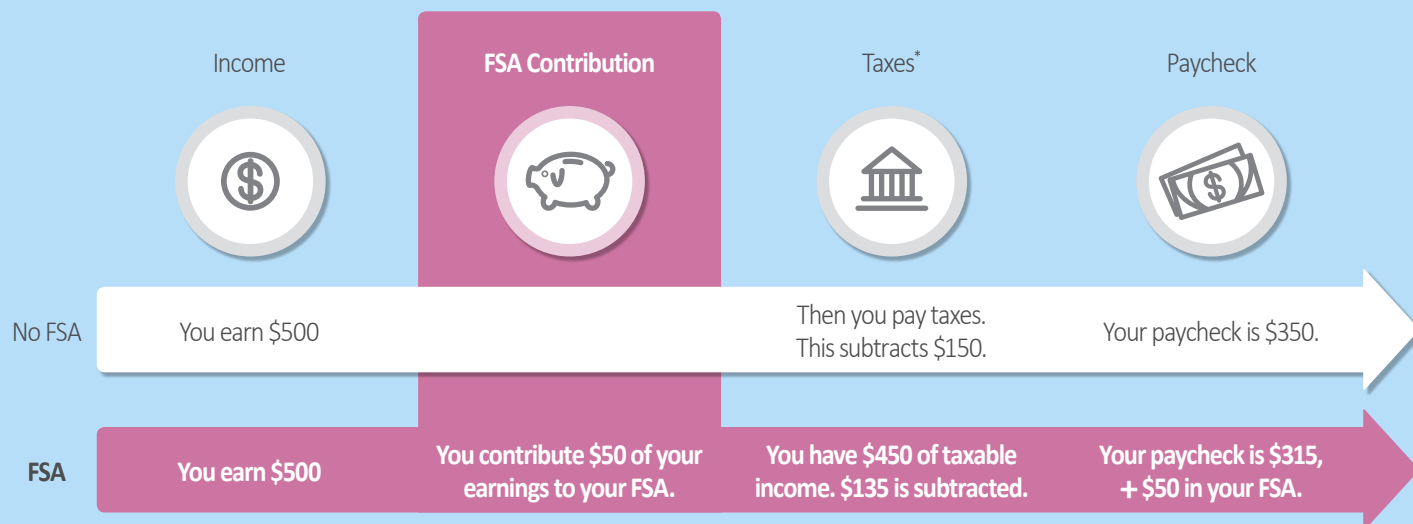 Income
FSA Contribution
Taxes*
Paycheck
$
$
No FSA
You earn $500
Then you pay taxes.
This subtracts $150.
Your paycheck is $350.
FSA
You earn $500
You contribute $50 of your
earnings to your FSA.
You have $450 of taxable
income. $135 is subtracted.
Your paycheck is $315,
+ $50 in your FSA.